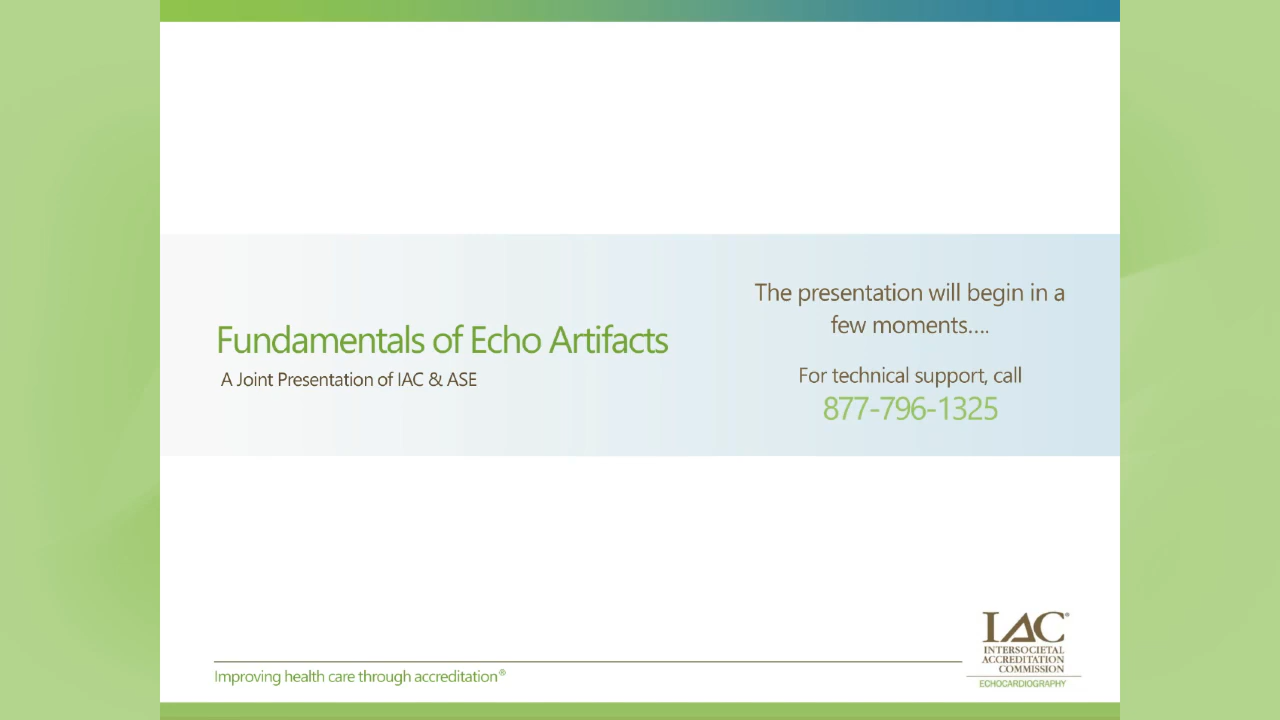 The presentation will begin in a
few moments....
Fundamentals of Echo Artifacts
A Joint Presentation of IAC & ASE
For technical support, call
877-796-1325
IAC®
INTERSOCIETAL
ACCREDITATION
COMMISSION
ECHOCARDIOGRAPHY
Improving health care through accreditation®